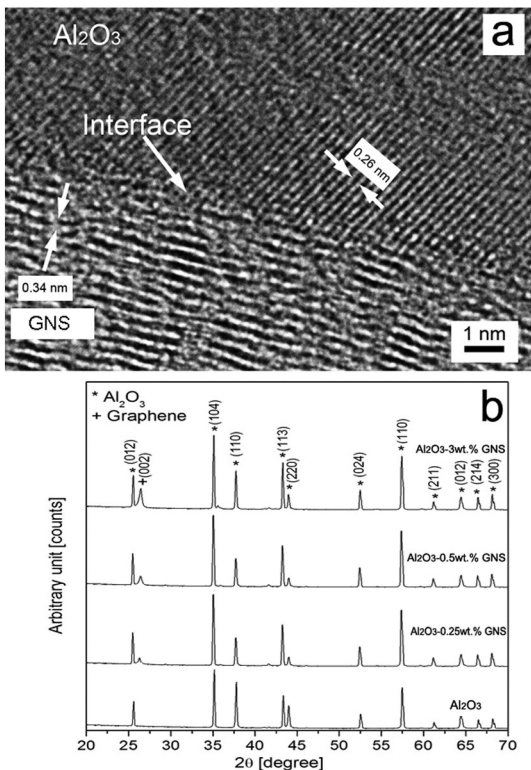 Al2O3
a
Interface
0.26 nm
0.34 nm
GNS
1 nm
b
* Al2O3
+ Graphene
*(012)
+(002)
*(104)
*(110)
*(113)
*(220)
*(024)
*(110)
*(211)
*(012)
*(214)
*(300)
Al2O3-3wt.% GNS
Al2O3-0.5wt.% GNS
Al2O3-0.25wt.% GNS
Al2O3
Arbitrary unit [counts]
20 25 30 35 40 45 50 55 60 65 70
2θ [degree]